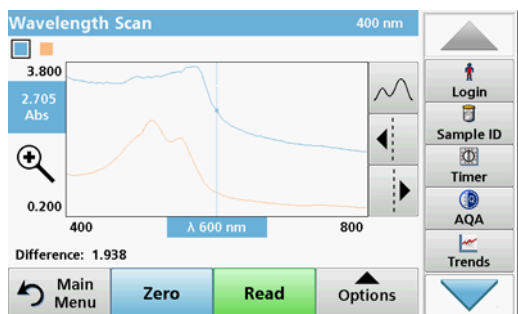 Wavelength Scan 400 nm
3.800
2.705
Abs
0.200
400 λ 600 nm 800
Difference: 1.938
Main
Menu
Zero
Read
Options
Login
Sample ID
Timer
AQA
Trends